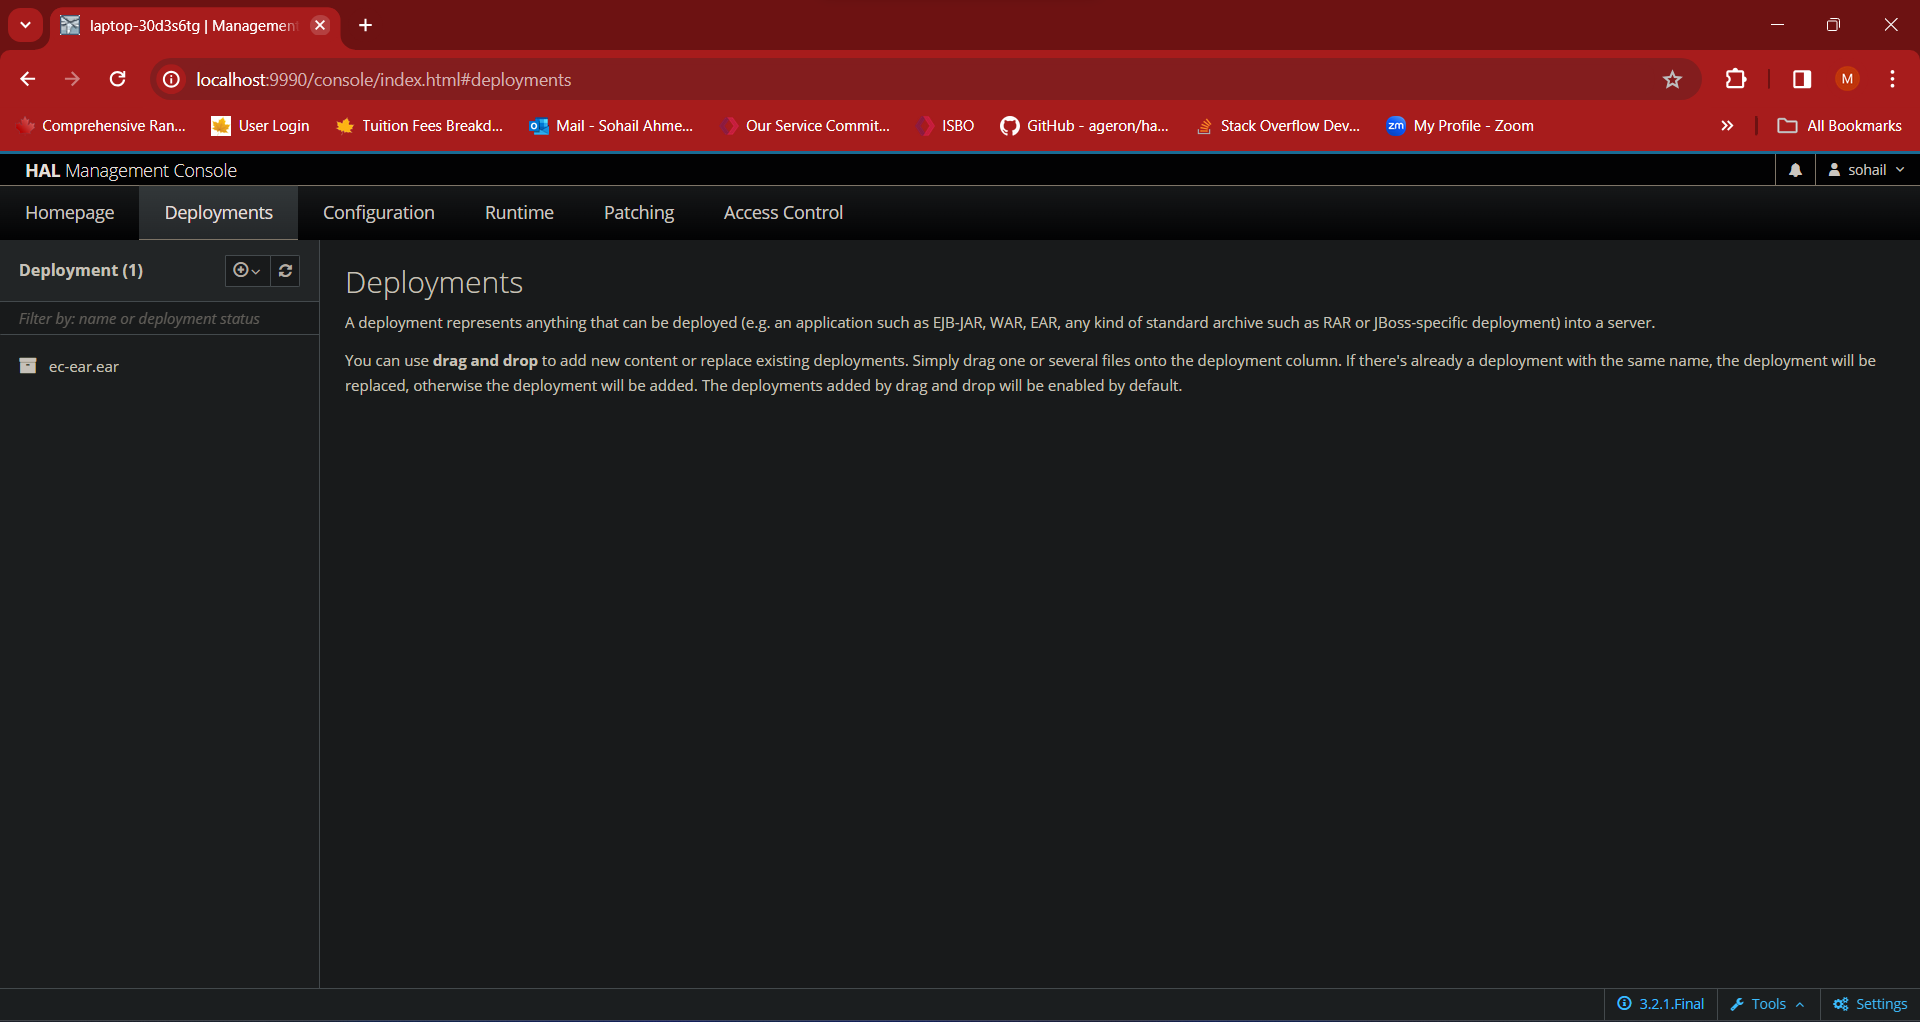 laptop-30d3s6tg | Managemen
localhost:9990/console/index.html#deployments
M
Comprehensive Ran... User Login Tuition Fees Breakd... Mail - Sohail Ahme... Our Service Commit... ISBO GitHub - ageron/ha... Stack Overflow Dev... zm My Profile - Zoom » All Bookmarks
HAL Management Console sohail
Homepage Deployments Configuration Runtime Patching Access Control
Deployment (1)
Filter by: name or deployment status
ec-ear.ear
Deployments
A deployment represents anything that can be deployed (e.g. an application such as EJB-JAR, WAR, EAR, any kind of standard archive such as RAR or JBoss-specific deployment) into a server.
You can use drag and drop to add new content or replace existing deployments. Simply drag one or several files onto the deployment column. If there's already a deployment with the same name, the deployment will be
replaced, otherwise the deployment will be added. The deployments added by drag and drop will be enabled by default.
3.2.1.Final Tools Settings